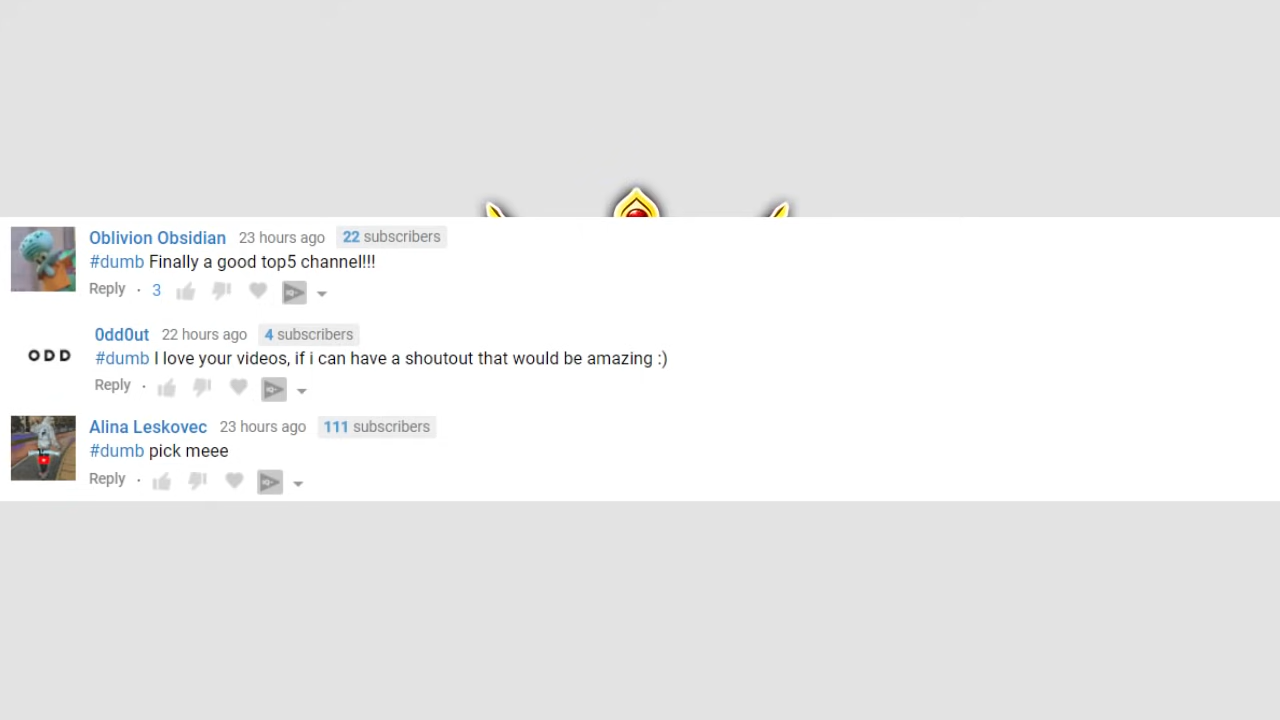 Oblivion Obsidian 23 hours ago 22 subscribers
#dumb Finally a good top5 channel!!!
Reply · 3
ODD
0dd0ut 22 hours ago 4 subscribers
#dumb I love your videos, if i can have a shoutout that would be amazing :)
Reply ·
Alina Leskovec 23 hours ago 111 subscribers
#dumb pick meee
Reply ·